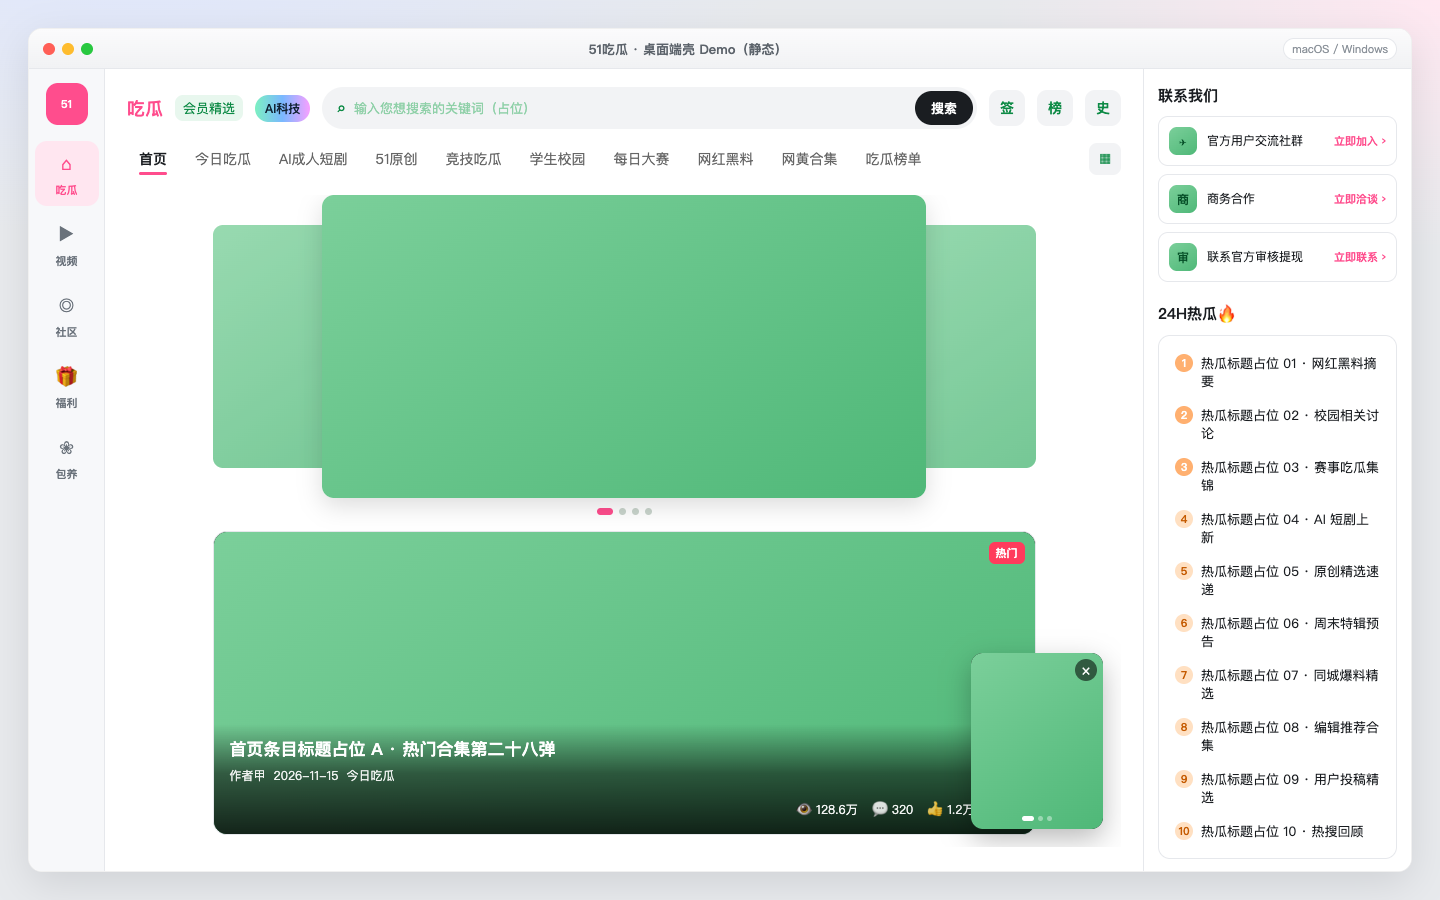 51吃瓜 · 桌面端壳 Demo（静态）
macOS / Windows
51
吃瓜
视频
社区
福利
包养
吃瓜
会员精选
AI科技
输入您想搜索的关键词（占位）
搜索
签
榜
史
首页
今日吃瓜
AI成人短剧
51原创
竞技吃瓜
学生校园
每日大赛
网红黑料
网黄合集
吃瓜榜单
热门
首页条目标题占位 A · 热门合集第二十八弹
作者甲 2026-11-15 今日吃瓜
128.6万
320
1.2万
联系我们
官方用户交流社群
立即加入 ›
商
商务合作
立即洽谈 ›
审
联系官方审核提现
立即联系 ›
24H热瓜🔥
1
热瓜标题占位 01 · 网红黑料摘
要
2
热瓜标题占位 02 · 校园相关讨
论
3
热瓜标题占位 03 · 赛事吃瓜集
锦
4
热瓜标题占位 04 · AI 短剧上
新
5
热瓜标题占位 05 · 原创精选速
递
6
热瓜标题占位 06 · 周末特辑预
告
7
热瓜标题占位 07 · 同城爆料精
选
8
热瓜标题占位 08 · 编辑推荐合
集
9
热瓜标题占位 09 · 用户投稿精
选
10
热瓜标题占位 10 · 热搜回顾